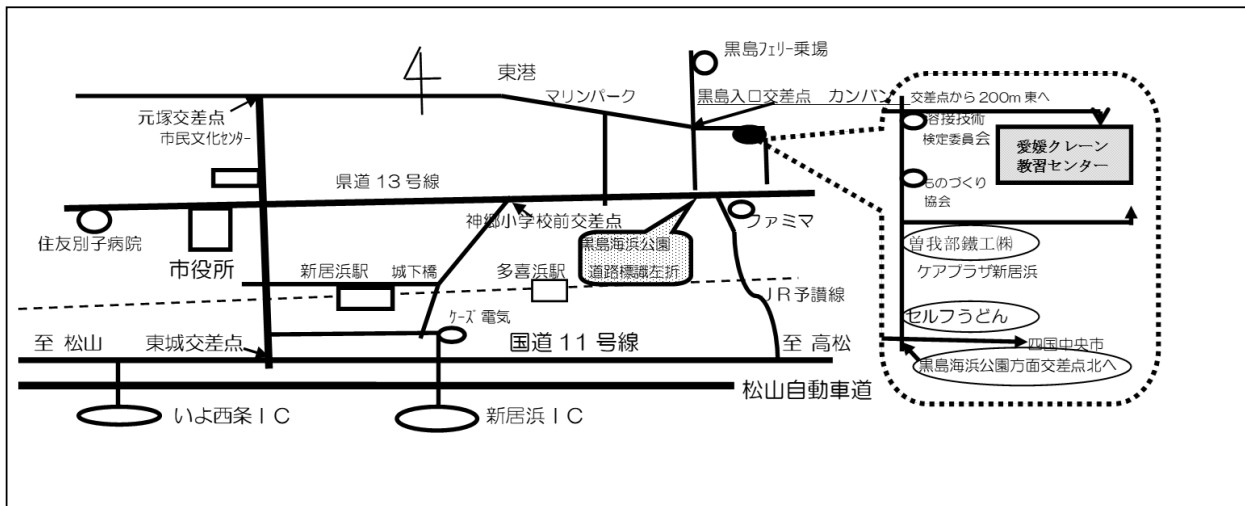 黒島フェリー乗場
4
東港
マリンパーク
黒島入口交差点 カンバン
交差点から200m東へ
元塚交差点
市民文化センター
溶接技術
検定委員会
愛媛クレーン
教習センター
県道13号線
ものづくり
協会
住友別子病院
市役所
神郷小学校前交差点
ファミマ
黒島海浜公園
道路標識左折
曽我部鐵工㈱
新居浜駅
城下橋
多喜浜駅
ケアプラザ新居浜
JR予讃線
ケーズ電気
セルフうどん
至 松山
東城交差点
国道11号線
至 高松
四国中央市
黒島海浜公園方面交差点北へ
松山自動車道
いよ西条IC
新居浜IC